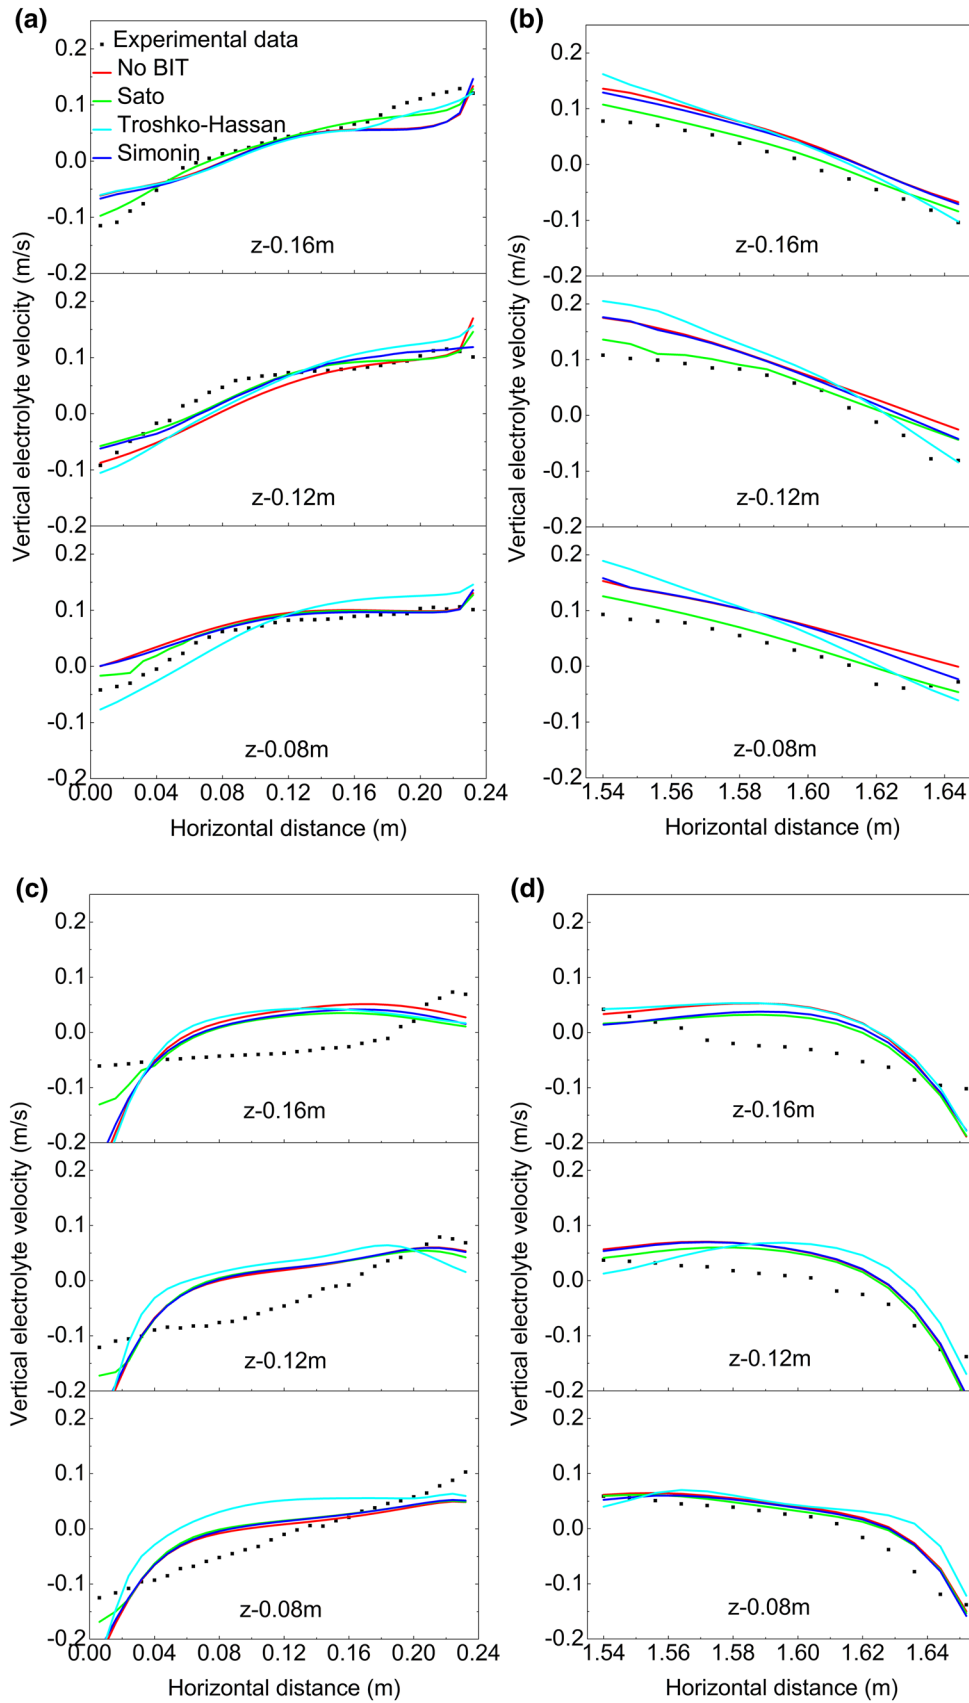 (a)
0.2
0.1
0.0
-0.1
-0.2
Experimental data
No BIT
Sato
Troshko-Hassan
Simonin
z-0.16m
0.2
0.1
0.0
-0.1
-0.2
z-0.12m
0.2
0.1
0.0
-0.1
-0.2
z-0.08m
0.00 0.04 0.08 0.12 0.16 0.20 0.24
Horizontal distance (m)
Vertical electrolyte velocity (m/s)
(b)
0.2
0.1
0.0
-0.1
-0.2
z-0.16m
0.2
0.1
0.0
-0.1
-0.2
z-0.12m
0.2
0.1
0.0
-0.1
-0.2
z-0.08m
1.54 1.56 1.58 1.60 1.62 1.64
Horizontal distance (m)
Vertical electrolyte velocity (m/s)
(c)
0.2
0.1
0.0
-0.1
-0.2
z-0.16m
0.2
0.1
0.0
-0.1
-0.2
z-0.12m
0.2
0.1
0.0
-0.1
-0.2
z-0.08m
0.00 0.04 0.08 0.12 0.16 0.20 0.24
Horizontal distance (m)
Vertical electrolyte velocity (m/s)
(d)
0.2
0.1
0.0
-0.1
-0.2
z-0.16m
0.2
0.1
0.0
-0.1
-0.2
z-0.12m
0.2
0.1
0.0
-0.1
-0.2
z-0.08m
1.54 1.56 1.58 1.60 1.62 1.64
Horizontal distance (m)
Vertical electrolyte velocity (m/s)